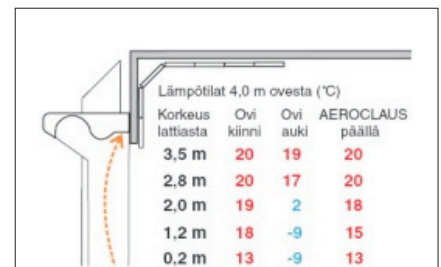 Lämpötilat 4,0 m ovesta (°C)
Korkeus Ovi Ovi AEROCLAUS
lattiasta kiinni auki päällä
3,5 m 20 19 20
2,8 m 20 17 20
2,0 m 19 2 18
1,2 m 18 -9 15
0,2 m 13 -9 13